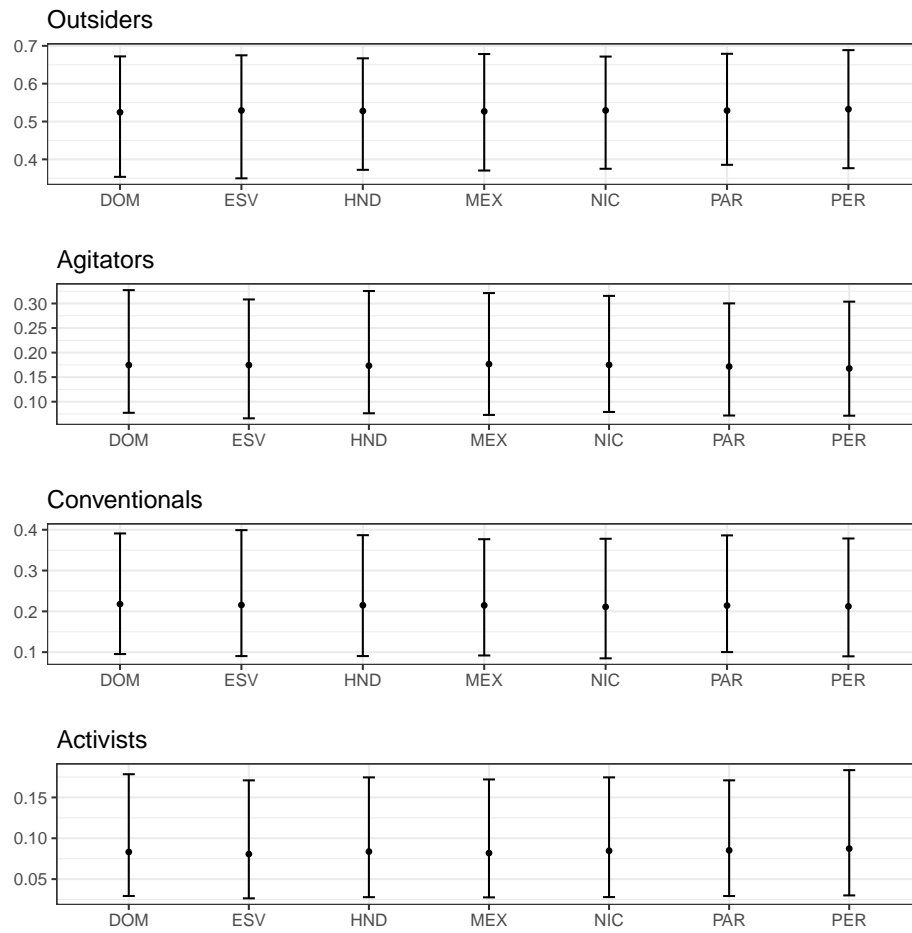 Outsiders
0.7
0.6
0.5
0.4
DOM ESV HND MEX NIC PAR PER
Agitators
0.30
0.25
0.20
0.15
0.10
DOM ESV HND MEX NIC PAR PER
Conventionals
0.4
0.3
0.2
0.1
DOM ESV HND MEX NIC PAR PER
Activists
0.15
0.10
0.05
DOM ESV HND MEX NIC PAR PER